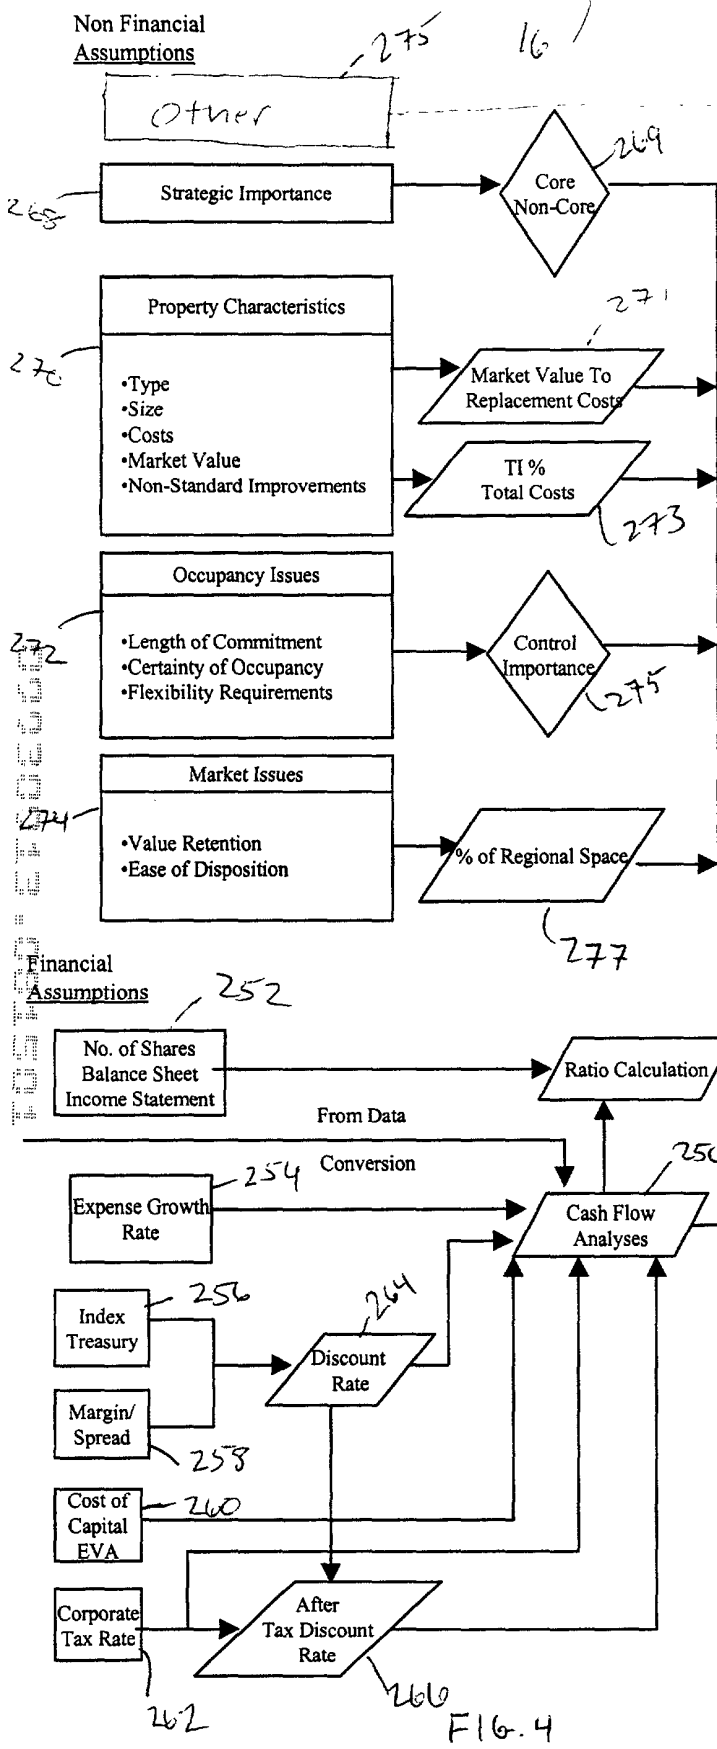 Non Financial
Assumptions
275
16
Other
269
Strategic Importance
Core
Non-Core
268
Property Characteristics
271
270
•Type
•Size
•Costs
•Market Value
•Non-Standard Improvements
Market Value To
Replacement Costs
TI %
Total Costs
273
Occupancy Issues
272
•Length of Commitment
•Certainty of Occupancy
•Flexibility Requirements
Control
Importance
275
Market Issues
274
•Value Retention
•Ease of Disposition
% of Regional Space
277
Financial
Assumptions
252
No. of Shares
Balance Sheet
Income Statement
Ratio Calculation
From Data
Conversion
254
Expense Growth
Rate
Cash Flow
Analyses
256
Index
Treasury
264
Discount
Rate
Margin/
Spread
258
260
Cost of
Capital
EVA
Corporate
Tax Rate
After
Tax Discount
Rate
262
266
FIG. 4